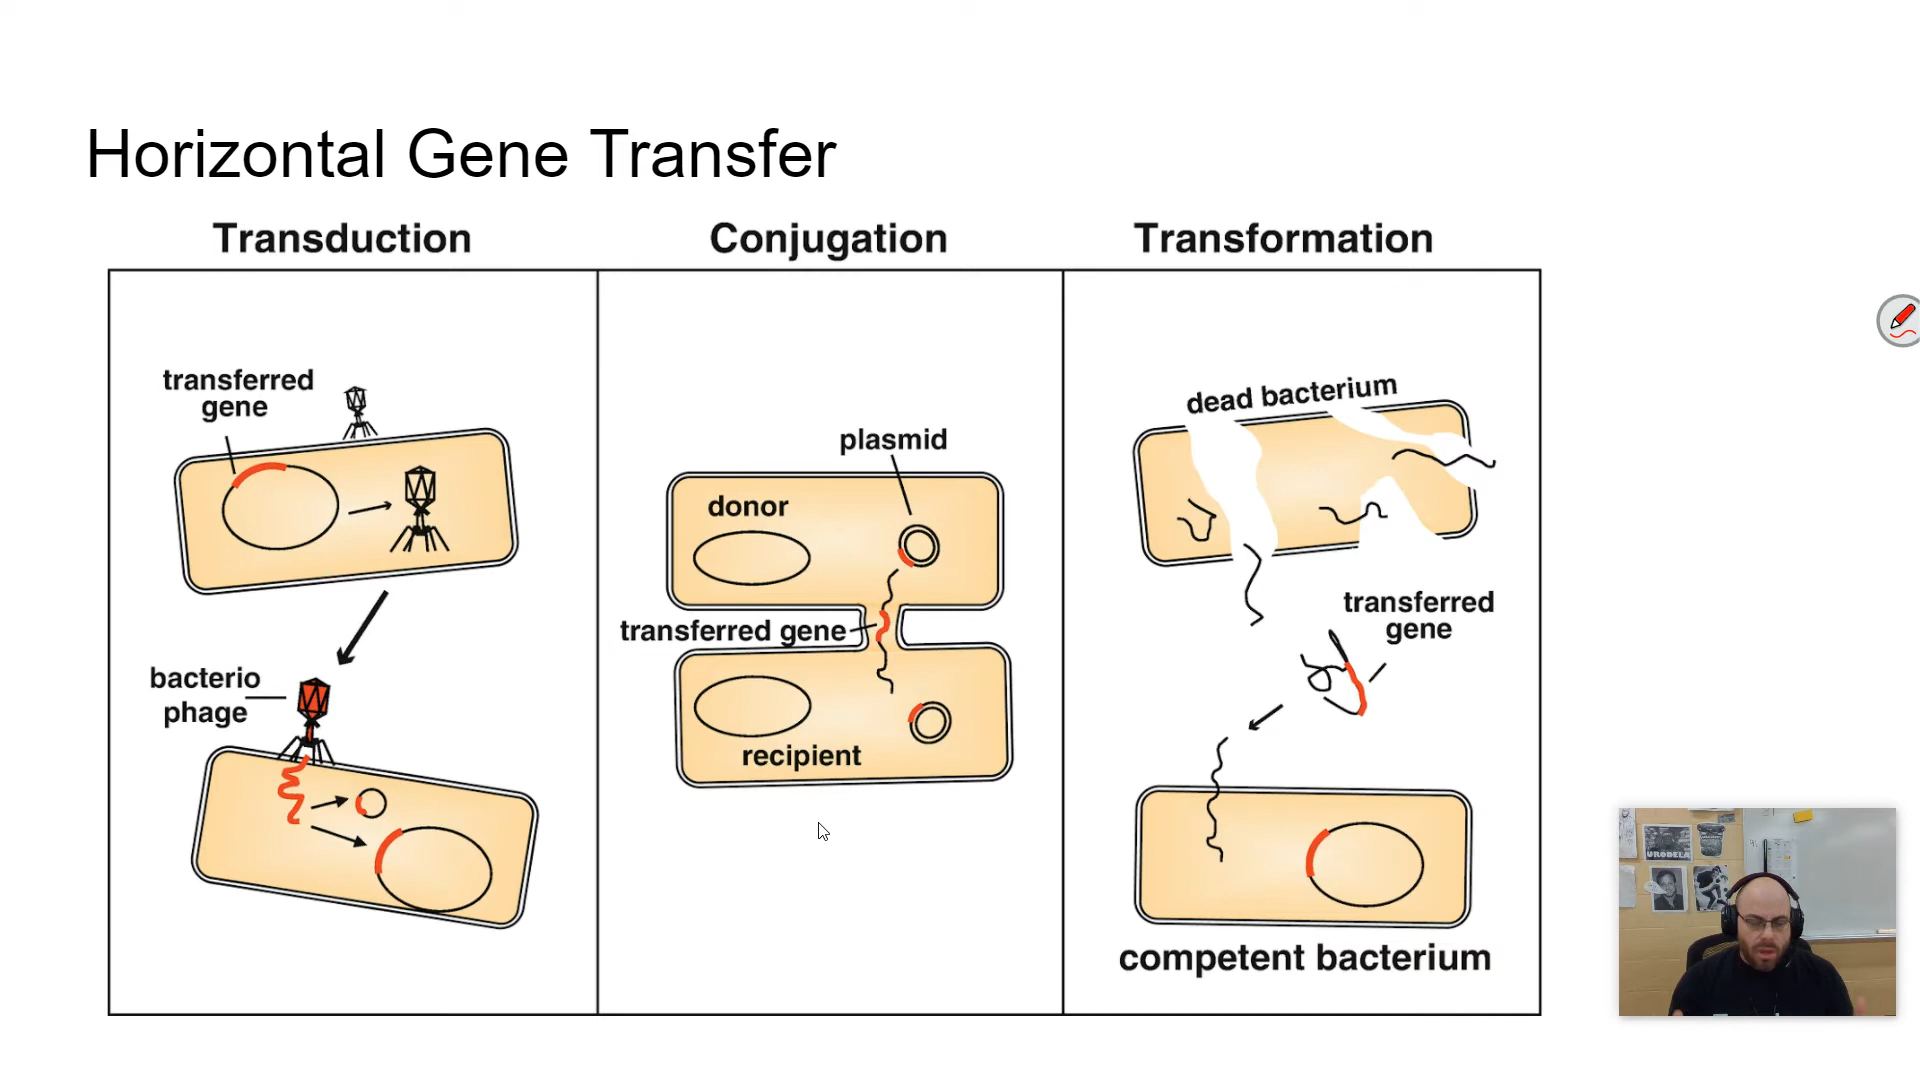 Horizontal Gene Transfer
Transduction
Conjugation
Transformation
transferred
gene
bacterio
phage
plasmid
donor
transferred gene
recipient
dead bacterium
transferred
gene
competent bacterium
URODELA